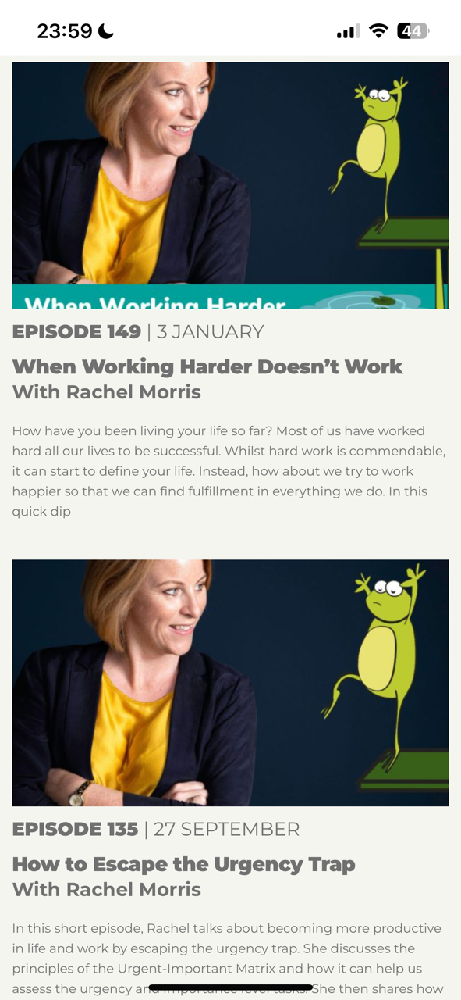 23:59
44
When Working Harder
EPISODE 149 | 3 JANUARY
When Working Harder Doesn’t Work
With Rachel Morris
How have you been living your life so far? Most of us have worked
hard all our lives to be successful. Whilst hard work is commendable,
it can start to define your life. Instead, how about we try to work
happier so that we can find fulfillment in everything we do. In this
quick dip
EPISODE 135 | 27 SEPTEMBER
How to Escape the Urgency Trap
With Rachel Morris
In this short episode, Rachel talks about becoming more productive
in life and work by escaping the urgency trap. She discusses the
principles of the Urgent-Important Matrix and how it can help us
assess the urgency and importance level tasks. She then shares how